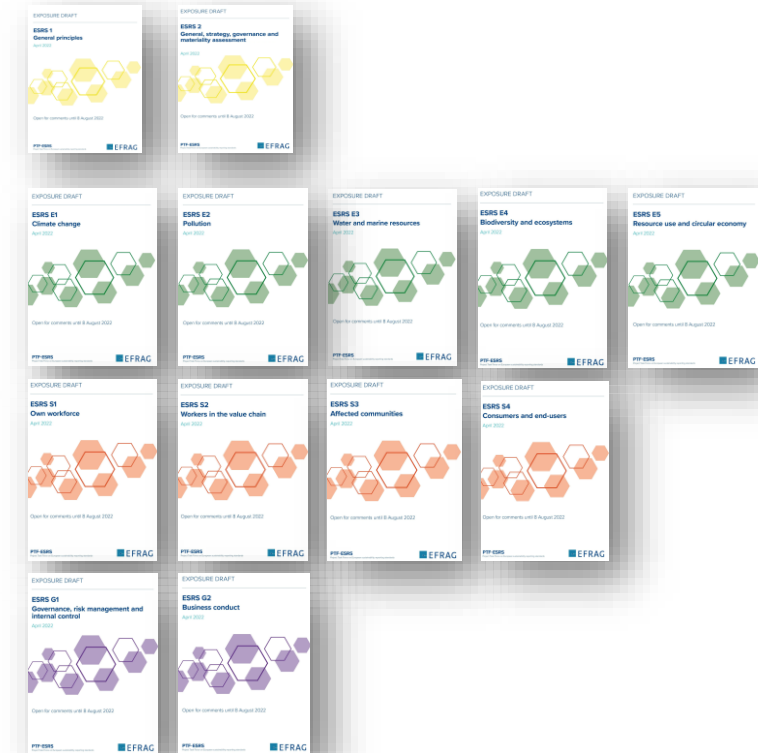 EXPOSURE DRAFT
ESRS 1
General principles
April 2022
Open for comments until 8 August 2022
PTF-ESRS
EFRAG
EXPOSURE DRAFT
ESRS 2
General, strategy, governance and
materiality assessment
April 2022
Open for comments until 8 August 2022
PTF-ESRS
EFRAG
EXPOSURE DRAFT
ESRS E1
Climate change
April 2022
Open for comments until 8 August 2022
PTF-ESRS
EFRAG
EXPOSURE DRAFT
ESRS E2
Pollution
April 2022
Open for comments until 8 August 2022
PTF-ESRS
EFRAG
EXPOSURE DRAFT
ESRS E3
Water and marine resources
April 2022
Open for comments until 8 August 2022
PTF-ESRS
EFRAG
EXPOSURE DRAFT
ESRS E4
Biodiversity and ecosystems
April 2022
Open for comments until 8 August 2022
PTF-ESRS
EFRAG
EXPOSURE DRAFT
ESRS E5
Resource use and circular economy
April 2022
Open for comments until 8 August 2022
PTF-ESRS
EFRAG
EXPOSURE DRAFT
ESRS S1
Own workforce
April 2022
Open for comments until 8 August 2022
PTF-ESRS
EFRAG
EXPOSURE DRAFT
ESRS S2
Workers in the value chain
April 2022
Open for comments until 8 August 2022
PTF-ESRS
EFRAG
EXPOSURE DRAFT
ESRS S3
Affected communities
April 2022
Open for comments until 8 August 2022
PTF-ESRS
EFRAG
EXPOSURE DRAFT
ESRS S4
Consumers and end-users
April 2022
Open for comments until 8 August 2022
PTF-ESRS
EFRAG
EXPOSURE DRAFT
ESRS G1
Governance, risk management and
internal control
April 2022
Open for comments until 8 August 2022
PTF-ESRS
EFRAG
EXPOSURE DRAFT
ESRS G2
Business conduct
April 2022
Open for comments until 8 August 2022
PTF-ESRS
EFRAG